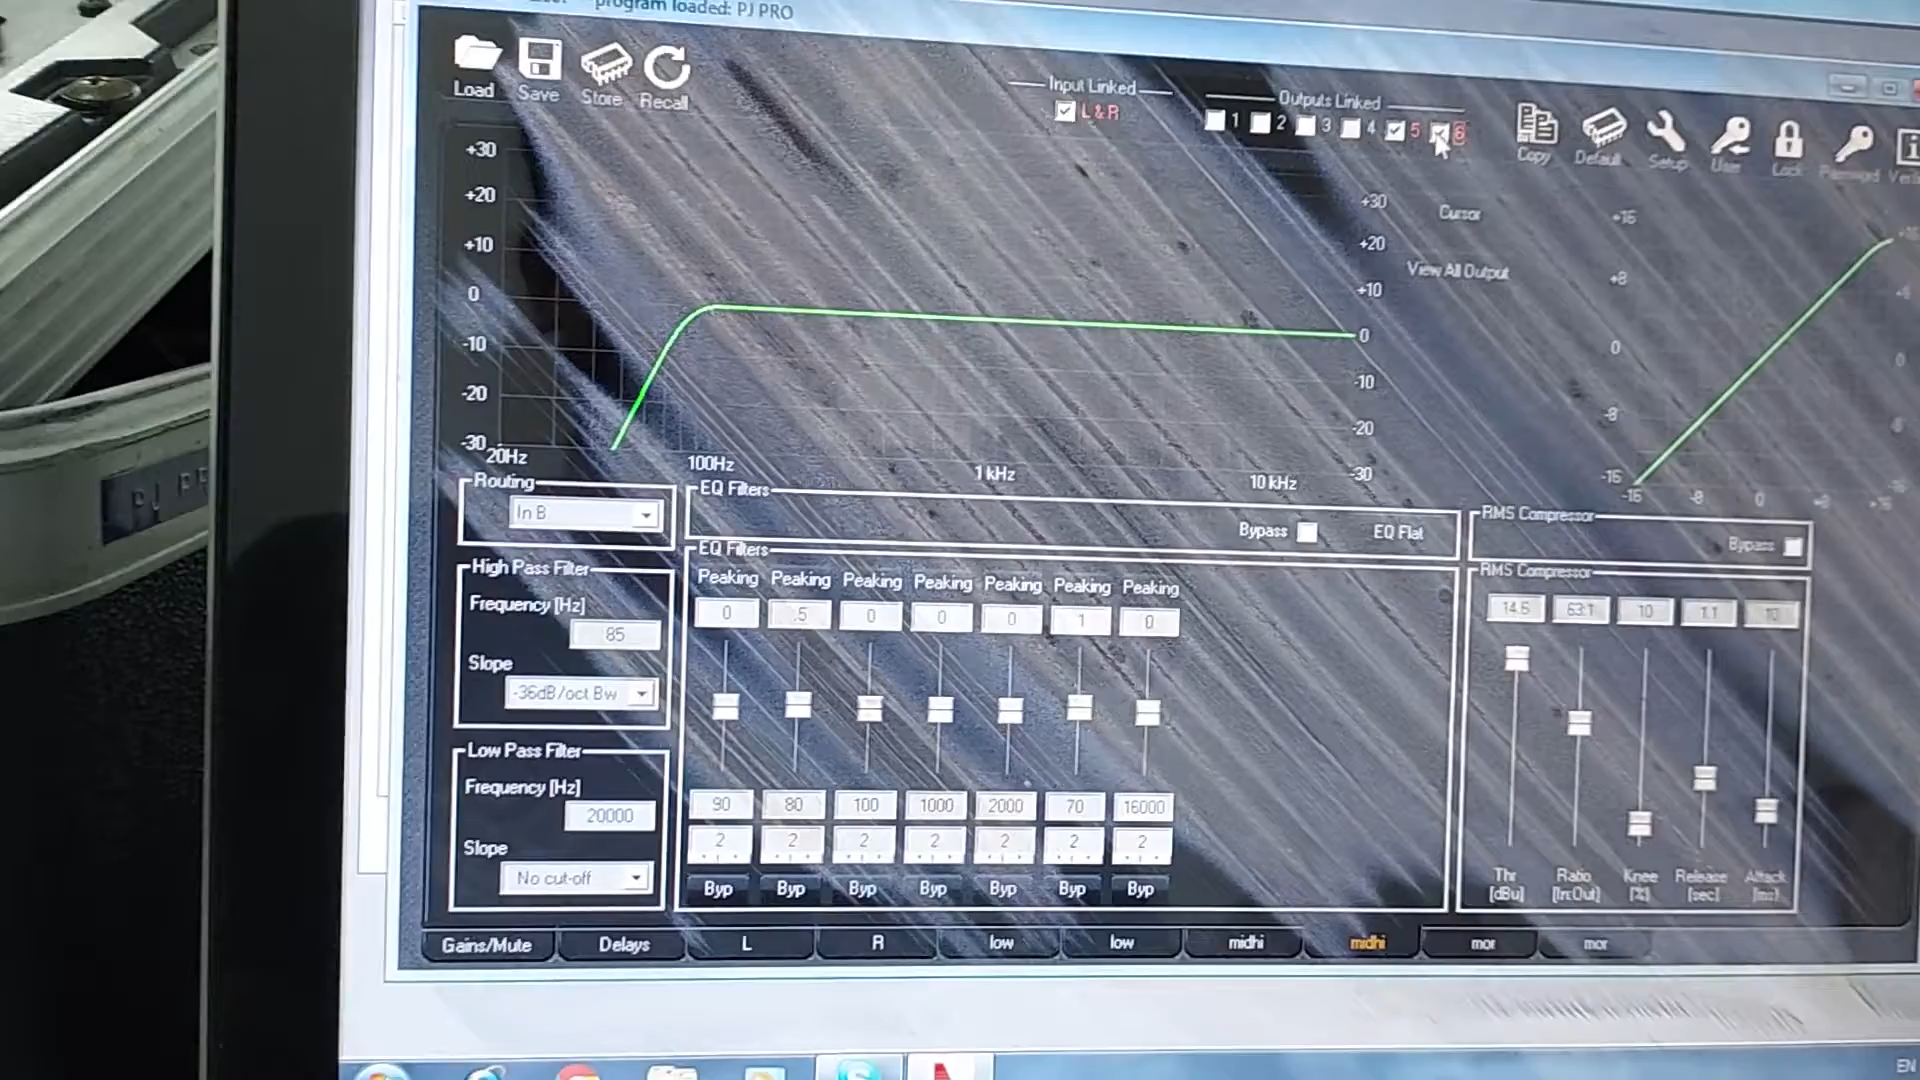 program loaded: PJ PRO
Load Save Store Recall
Input Linked
L & R
Outputs Linked
1 2 3 4 5 6
Copy Default Setup User Lock Password
+30
+20
+10
0
-10
-20
-30
20Hz 100Hz 1 kHz 10 kHz
+30
+20
+10
0
-10
-20
-30
Cursor
View All Output
+16
+8
0
-8
-16
-16 -8 0 +8
PJ PR
Routing
In B
High Pass Filter
Frequency [Hz]
85
Slope
-36dB/oct Bw
Low Pass Filter
Frequency [Hz]
20000
Slope
No cut-off
EQ Filters
Bypass EQ Flat
EQ Filters
Peaking Peaking Peaking Peaking Peaking Peaking Peaking
0 .5 0 0 0 1 0
90 80 100 1000 2000 70 16000
2 2 2 2 2 2 2
Byp Byp Byp Byp Byp Byp Byp
RMS Compressor
Bypass
RMS Compressor
14.5 63:1 10 1.1 10
Thr Ratio Knee Release Attack
[dBu] [In:Out] [%] [sec] [ms]
Gains/Mute Delays L R low low midhi midhi mor mor
EN